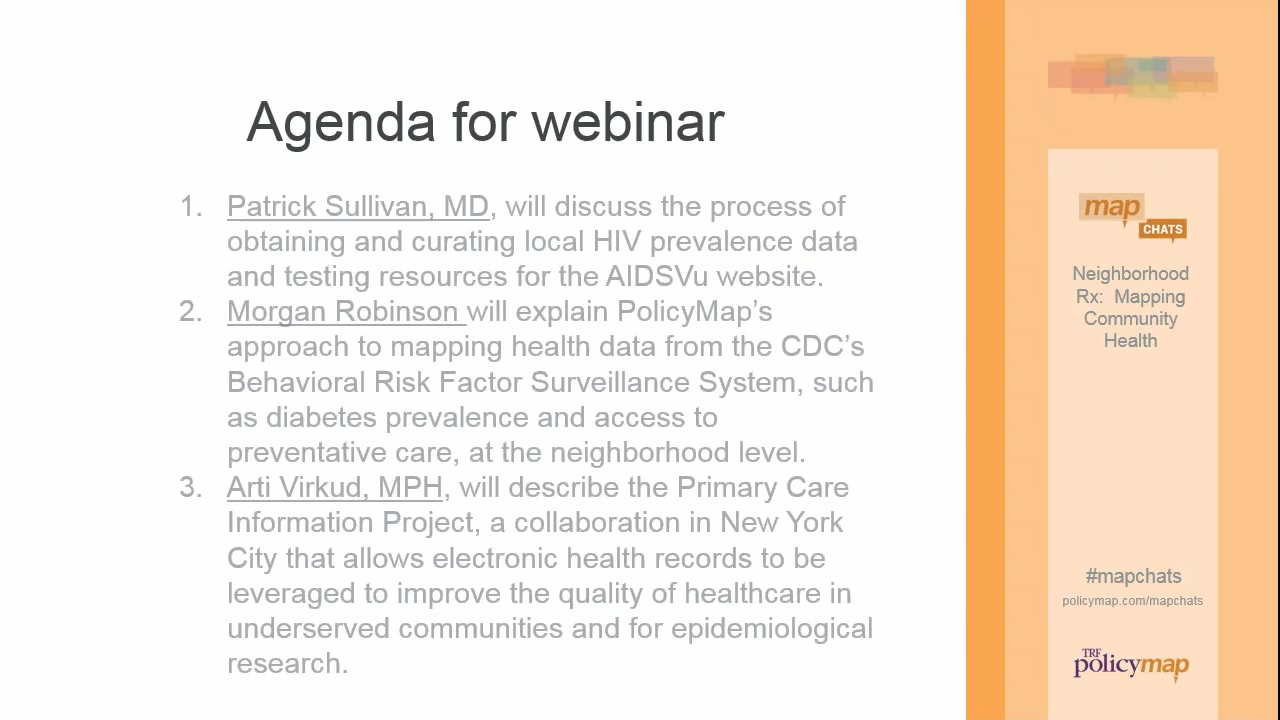 Agenda for webinar
1. Patrick Sullivan, MD, will discuss the process of
obtaining and curating local HIV prevalence data
and testing resources for the AIDSVu website.
2. Morgan Robinson will explain PolicyMap’s
approach to mapping health data from the CDC’s
Behavioral Risk Factor Surveillance System, such
as diabetes prevalence and access to
preventative care, at the neighborhood level.
3. Arti Virkud, MPH, will describe the Primary Care
Information Project, a collaboration in New York
City that allows electronic health records to be
leveraged to improve the quality of healthcare in
underserved communities and for epidemiological
research.
map
CHATS
Neighborhood
Rx: Mapping
Community
Health
#mapchats
policymap.com/mapchats
TRF
policymap